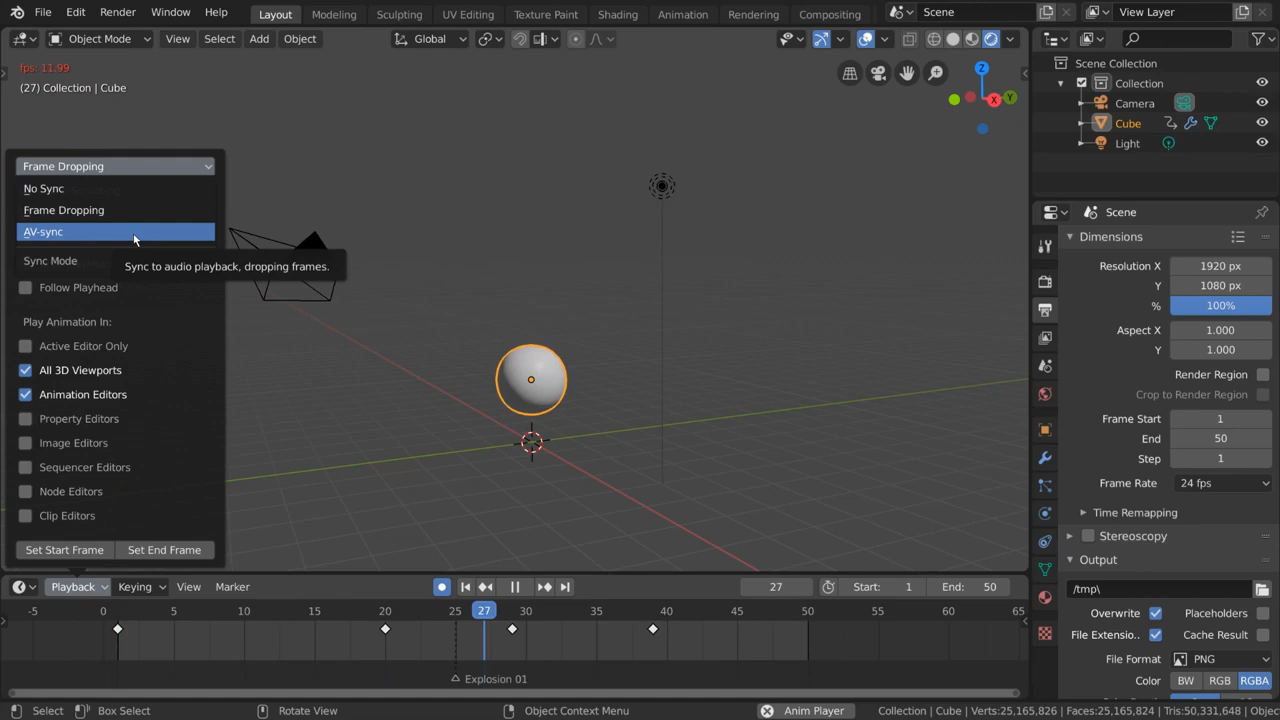 File Edit Render Window Help Layout Modeling Sculpting UV Editing Texture Paint Shading Animation Rendering Compositing Scene View Layer
Object Mode View Select Add Object Global
fps: 11.99
(27) Collection | Cube
Z
X
Y
Frame Dropping
No Sync
Frame Dropping
AV-sync
Sync Mode
Sync to audio playback, dropping frames.
Follow Playhead
Play Animation In:
Active Editor Only
All 3D Viewports
Animation Editors
Property Editors
Image Editors
Sequencer Editors
Node Editors
Clip Editors
Set Start Frame Set End Frame
Scene Collection
Collection
Camera
Cube
Light
Scene
Dimensions
Resolution X 1920 px
Y 1080 px
% 100%
Aspect X 1.000
Y 1.000
Render Region
Crop to Render Region
Frame Start 1
End 50
Step 1
Frame Rate 24 fps
Time Remapping
Stereoscopy
Output
/tmp\
Overwrite Placeholders
File Extensio.. Cache Result
File Format PNG
Color BW RGB RGBA
Playback Keying View Marker 27 Start: 1 End: 50
-5 0 5 10 15 20 25 27 30 35 40 45 50 55 60 65
Explosion 01
Select Box Select Rotate View Object Context Menu Anim Player Collection | Cube | Verts:25,165,826 | Faces:25,165,824 | Tris:50,331,648 | Objec